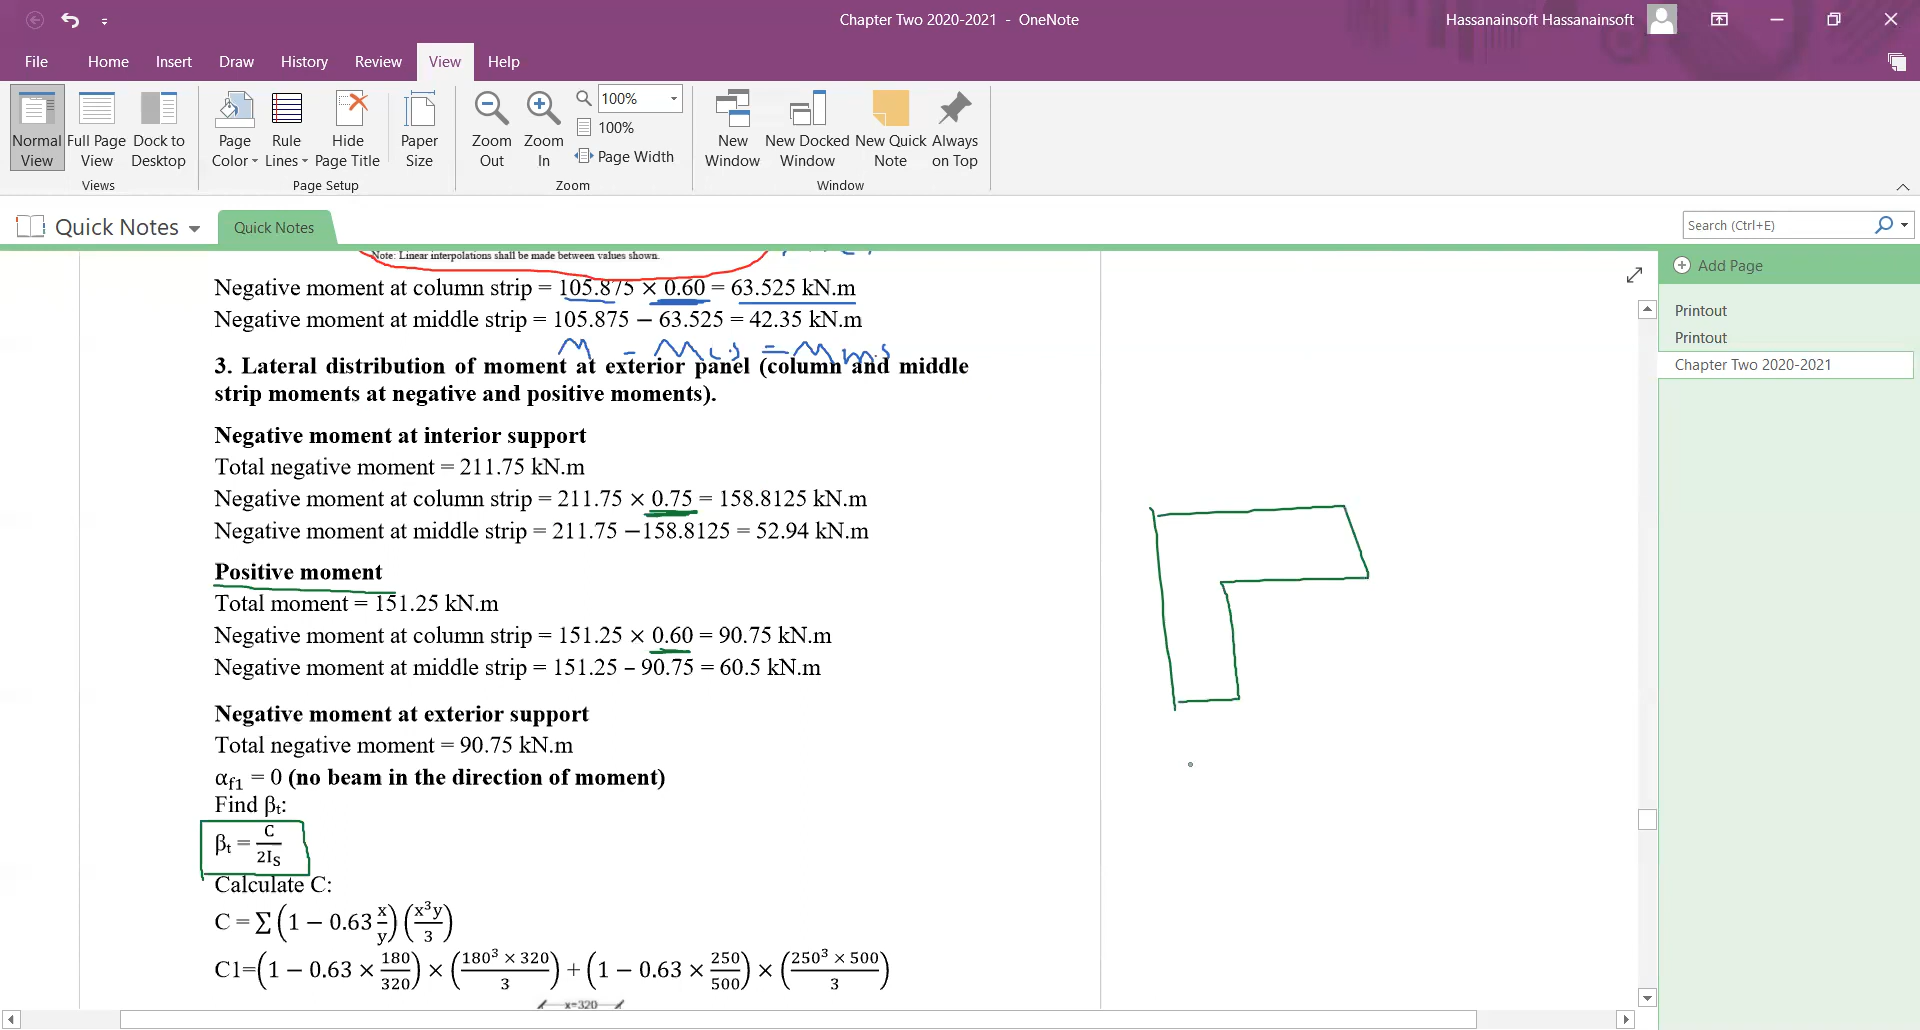 Chapter Two 2020-2021 - OneNote
Hassanainsoft Hassanainsoft
File Home Insert Draw History Review View Help
Normal View
Full Page View
Dock to Desktop
Views
Page Color
Rule Lines
Hide Page Title
Paper Size
Page Setup
Zoom Out
Zoom In
100%
100%
Page Width
Zoom
New Window
New Docked Window
New Quick Note
Always on Top
Window
Quick Notes
Quick Notes
Search (Ctrl+E)
Add Page
Printout
Printout
Chapter Two 2020-2021
Note: Linear interpolations shall be made between values shown.
Negative moment at column strip = 105.875 × 0.60 = 63.525 kN.m
Negative moment at middle strip = 105.875 − 63.525 = 42.35 kN.m
M - Mc.s = Mm.s
3. Lateral distribution of moment at exterior panel (column and middle
strip moments at negative and positive moments).
Negative moment at interior support
Total negative moment = 211.75 kN.m
Negative moment at column strip = 211.75 × 0.75 = 158.8125 kN.m
Negative moment at middle strip = 211.75 −158.8125 = 52.94 kN.m
Positive moment
Total moment = 151.25 kN.m
Negative moment at column strip = 151.25 × 0.60 = 90.75 kN.m
Negative moment at middle strip = 151.25 – 90.75 = 60.5 kN.m
Negative moment at exterior support
Total negative moment = 90.75 kN.m
αf1 = 0 (no beam in the direction of moment)
Find βt:
βt = C/2Is
Calculate C:
C = ∑(1 − 0.63 x/y)(x³y/3)
C1=(1 − 0.63 × 180/320) × (180³ × 320/3) + (1 − 0.63 × 250/500) × (250³ × 500/3)
x=320